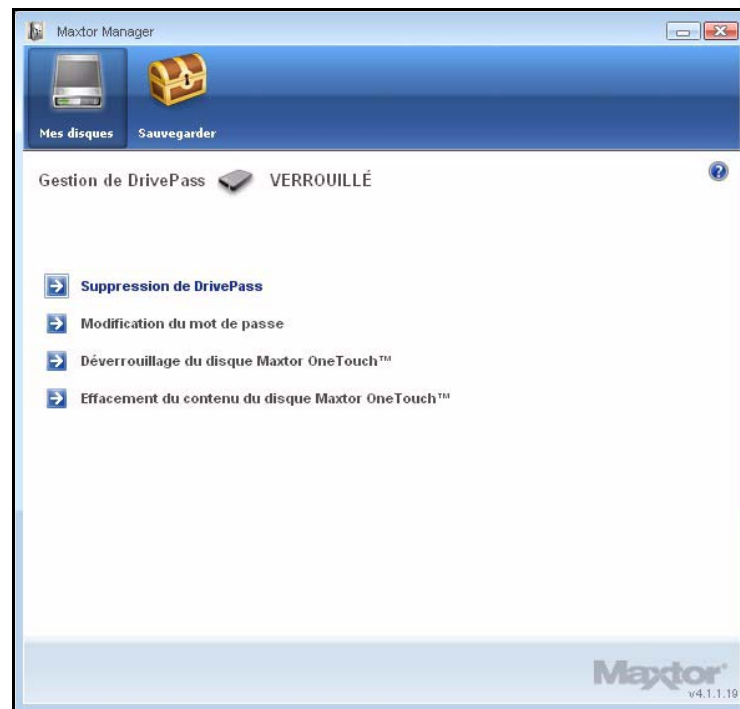 Maxtor Manager
Mes disques
Sauvegarder
Gestion de DrivePass VERROUILLÉ
Suppression de DrivePass
Modification du mot de passe
Déverrouillage du disque Maxtor OneTouch™
Effacement du contenu du disque Maxtor OneTouch™
Maxtor
v4.1.1.19